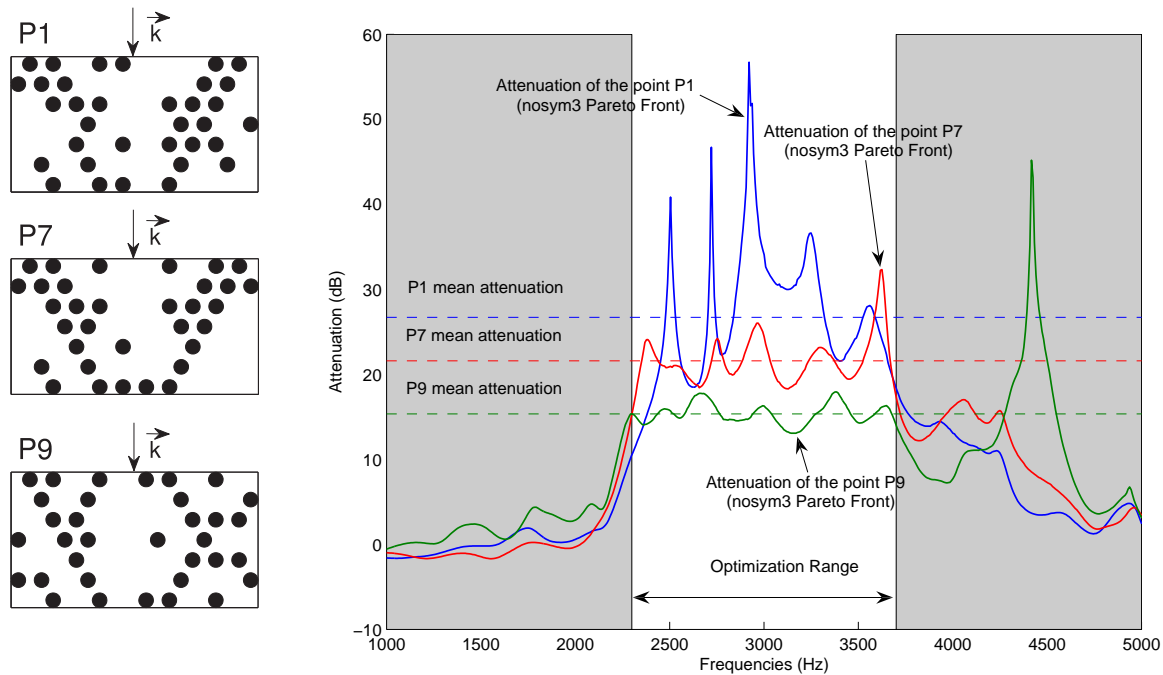 P1
k
P7
k
P9
k
60
50
40
30
20
10
0
−10
Attenuation (dB)
Attenuation of the point P1
(nosym3 Pareto Front)
Attenuation of the point P7
(nosym3 Pareto Front)
P1 mean attenuation
P7 mean attenuation
P9 mean attenuation
Attenuation of the point P9
(nosym3 Pareto Front)
Optimization Range
1000 1500 2000 2500 3000 3500 4000 4500 5000
Frequencies (Hz)